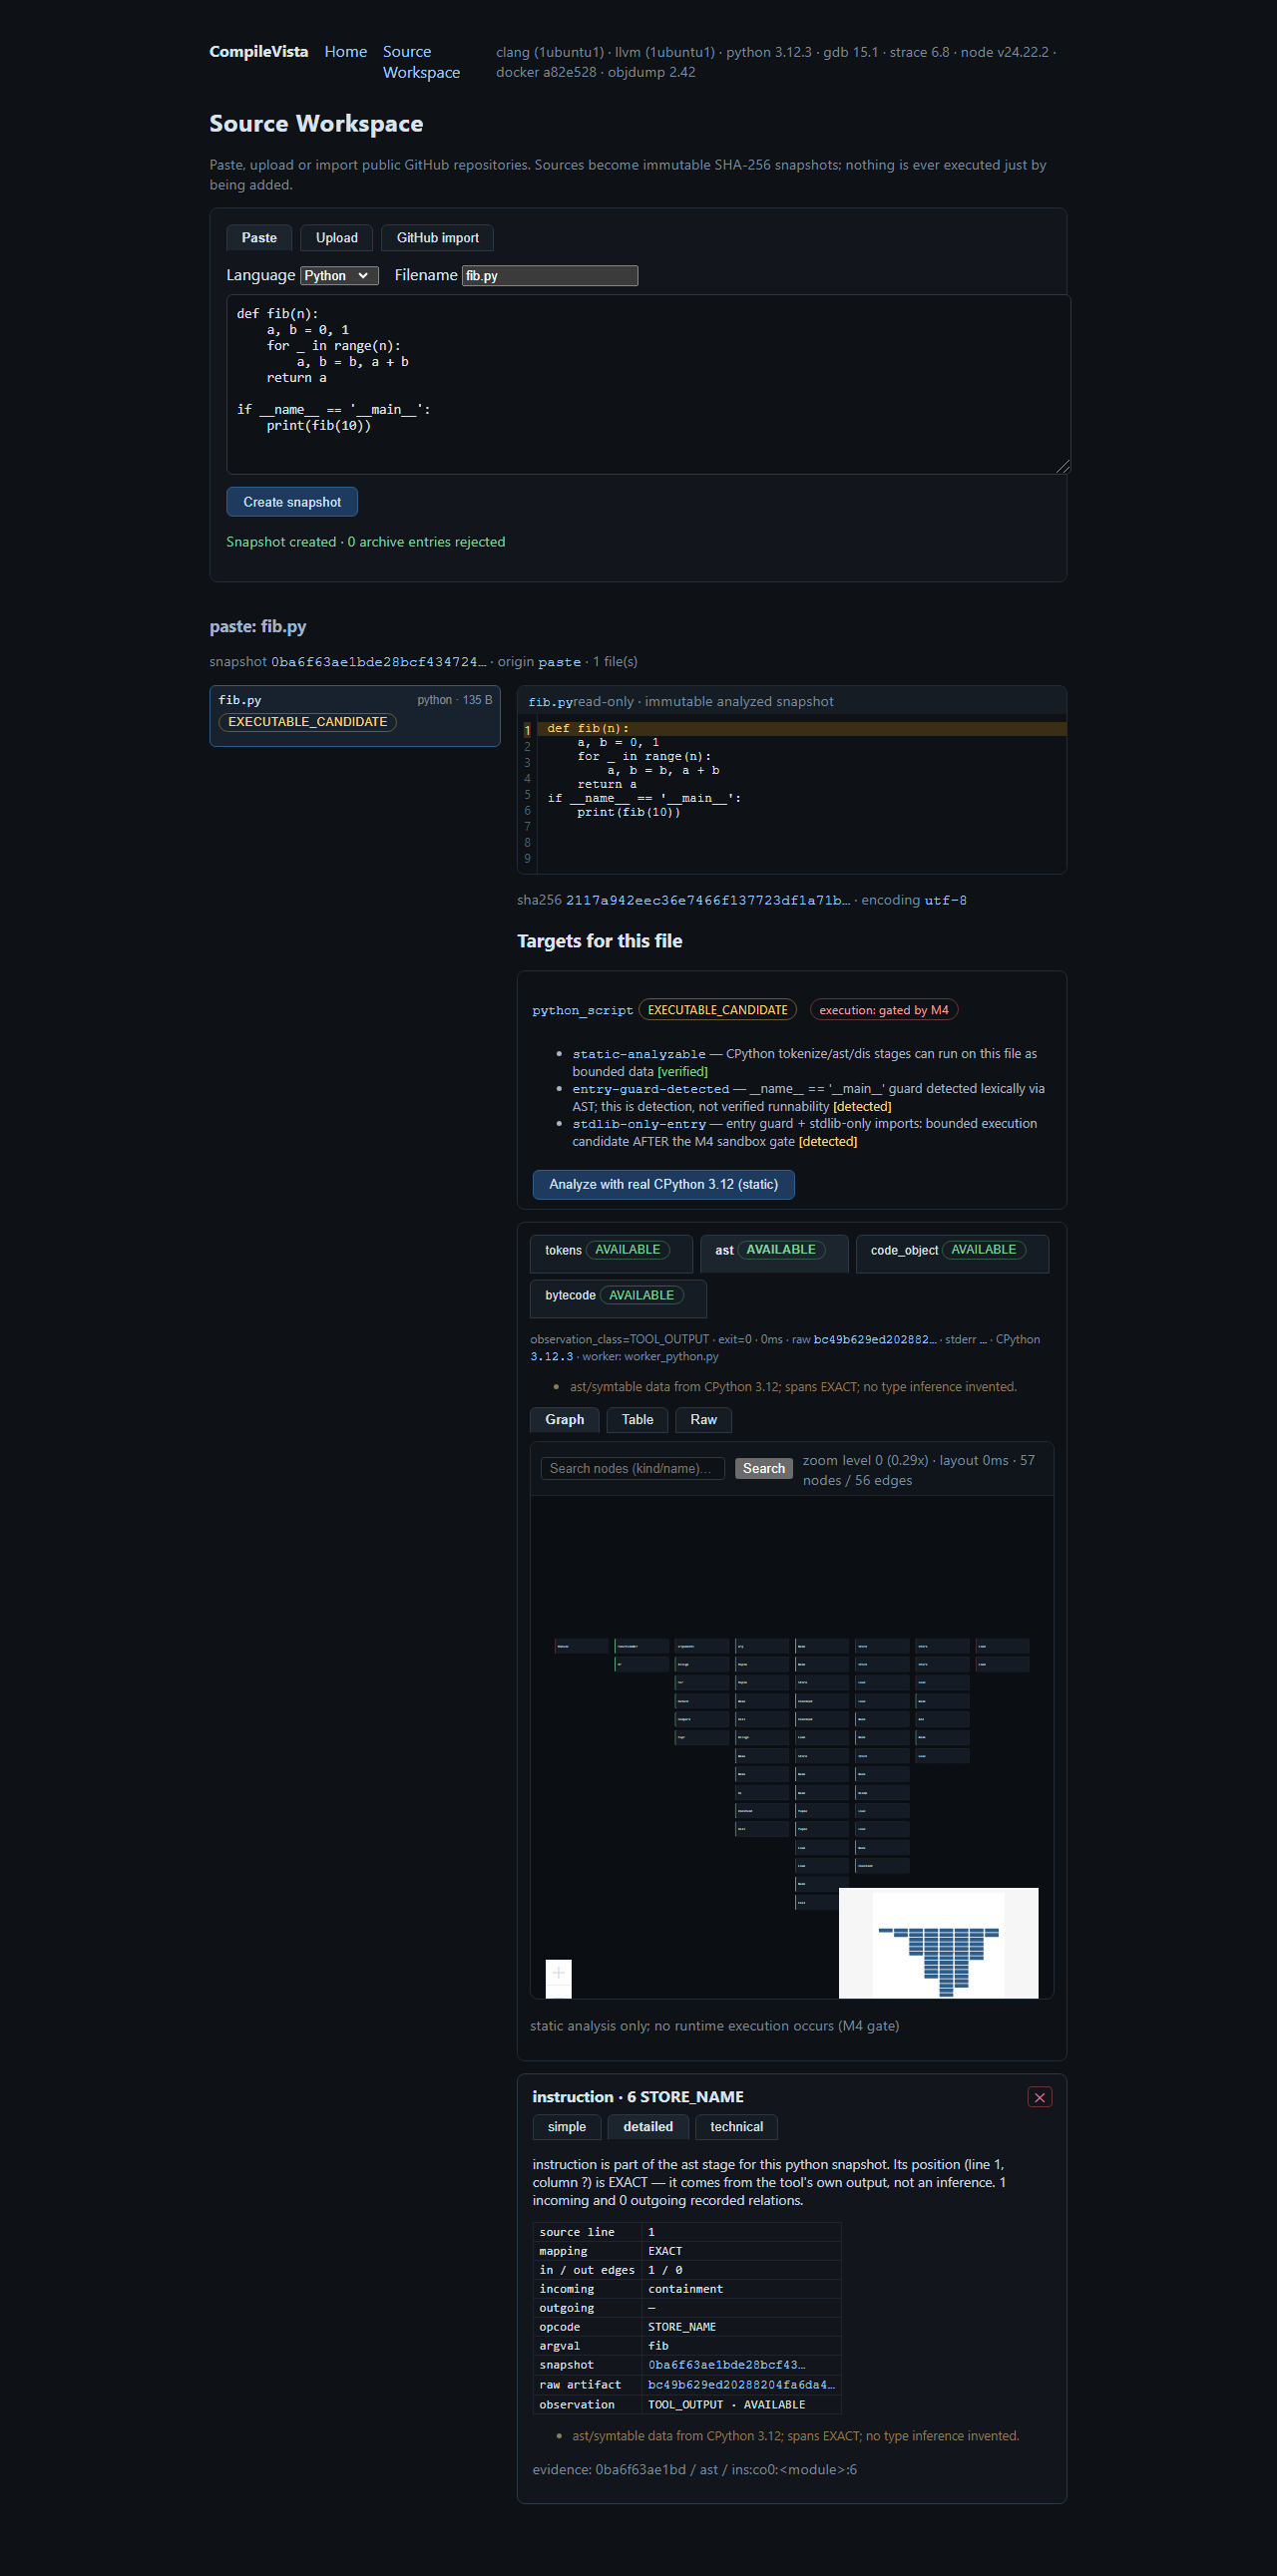 CompileVista Home Source Workspace
clang (1ubuntu1) · llvm (1ubuntu1) · python 3.12.3 · gdb 15.1 · strace 6.8 · node v24.22.2 ·
docker a82e528 · objdump 2.42
Source Workspace
Paste, upload or import public GitHub repositories. Sources become immutable SHA-256 snapshots; nothing is ever executed just by
being added.
Paste Upload GitHub import
Language Python Filename fib.py
def fib(n):
    a, b = 0, 1
    for _ in range(n):
        a, b = b, a + b
    return a
if __name__ == '__main__':
    print(fib(10))
Create snapshot
Snapshot created · 0 archive entries rejected
paste: fib.py
snapshot 0ba6f63ae1bde28bcf434724… · origin paste · 1 file(s)
fib.py python · 135 B
EXECUTABLE_CANDIDATE
fib.pyread-only · immutable analyzed snapshot
1 def fib(n):
2     a, b = 0, 1
3     for _ in range(n):
4         a, b = b, a + b
5     return a
6 if __name__ == '__main__':
7     print(fib(10))
8
9
sha256 2117a942eec36e7466f137723df1a71b… · encoding utf-8
Targets for this file
python_script EXECUTABLE_CANDIDATE execution: gated by M4
• static-analyzable — CPython tokenize/ast/dis stages can run on this file as
bounded data [verified]
• entry-guard-detected — __name__ == '__main__' guard detected lexically via
AST; this is detection, not verified runnability [detected]
• stdlib-only-entry — entry guard + stdlib-only imports: bounded execution
candidate AFTER the M4 sandbox gate [detected]
Analyze with real CPython 3.12 (static)
tokens AVAILABLE ast AVAILABLE code_object AVAILABLE
bytecode AVAILABLE
observation_class=TOOL_OUTPUT · exit=0 · 0ms · raw bc49b629ed202882… · stderr … · CPython
3.12.3 · worker: worker_python.py
• ast/symtable data from CPython 3.12; spans EXACT; no type inference invented.
Graph Table Raw
Search nodes (kind/name)… Search zoom level 0 (0.29x) · layout 0ms · 57
nodes / 56 edges
+
static analysis only; no runtime execution occurs (M4 gate)
instruction · 6 STORE_NAME ×
simple detailed technical
instruction is part of the ast stage for this python snapshot. Its position (line 1,
column ?) is EXACT — it comes from the tool's own output, not an inference. 1
incoming and 0 outgoing recorded relations.
source line 1
mapping EXACT
in / out edges 1 / 0
incoming containment
outgoing —
opcode STORE_NAME
argval fib
snapshot 0ba6f63ae1bde28bcf43…
raw artifact bc49b629ed20288204fa6da4…
observation TOOL_OUTPUT · AVAILABLE
• ast/symtable data from CPython 3.12; spans EXACT; no type inference invented.
evidence: 0ba6f63ae1bd / ast / ins:co0:<module>:6